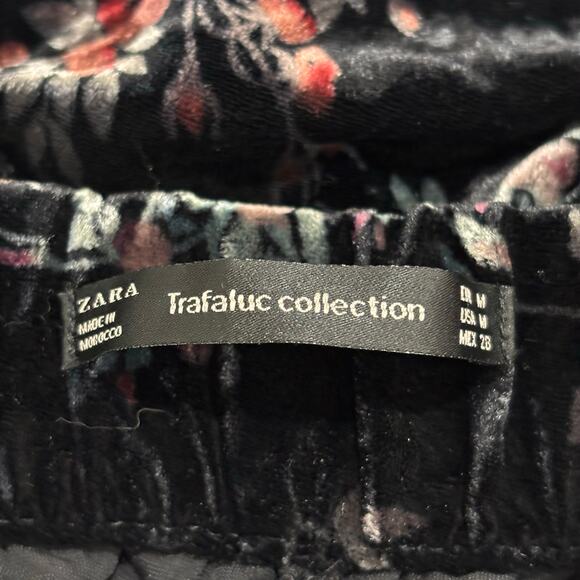 ZARA
MADE IN
MOROCCO
Trafaluc collection
EUR M
USA M
MEX 28